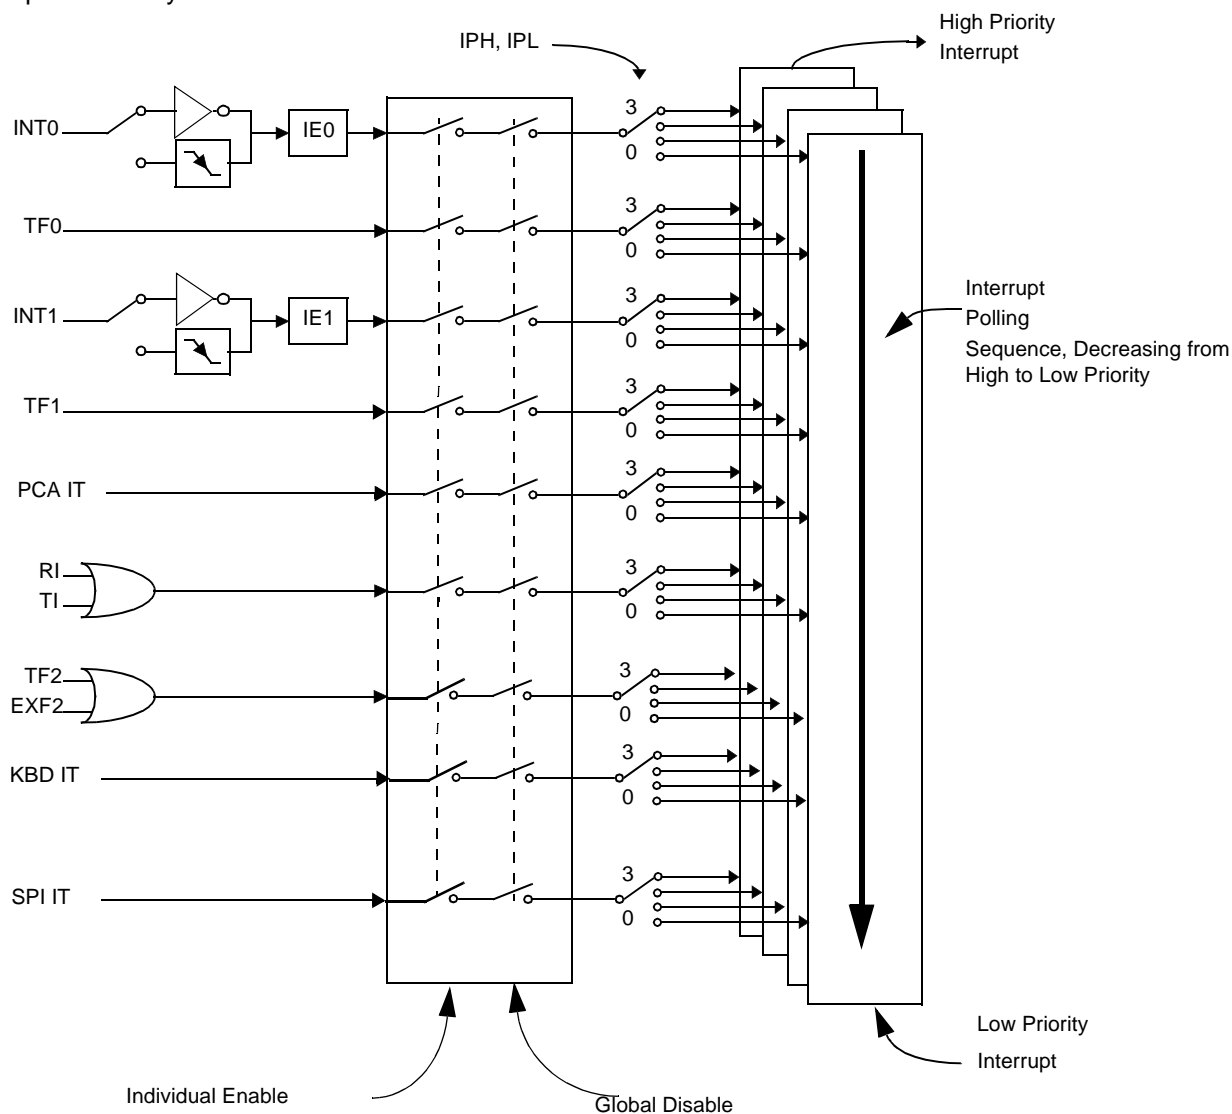 High Priority
Interrupt
IPH, IPL
3
INT0
IE0
0
3
TF0
0
3
INT1
IE1
0
Interrupt
Polling
Sequence, Decreasing from
High to Low Priority
3
TF1
0
3
PCA IT
0
3
RI
TI
0
3
TF2
EXF2
0
3
KBD IT
0
3
SPI IT
0
Low Priority
Interrupt
Individual Enable
Global Disable